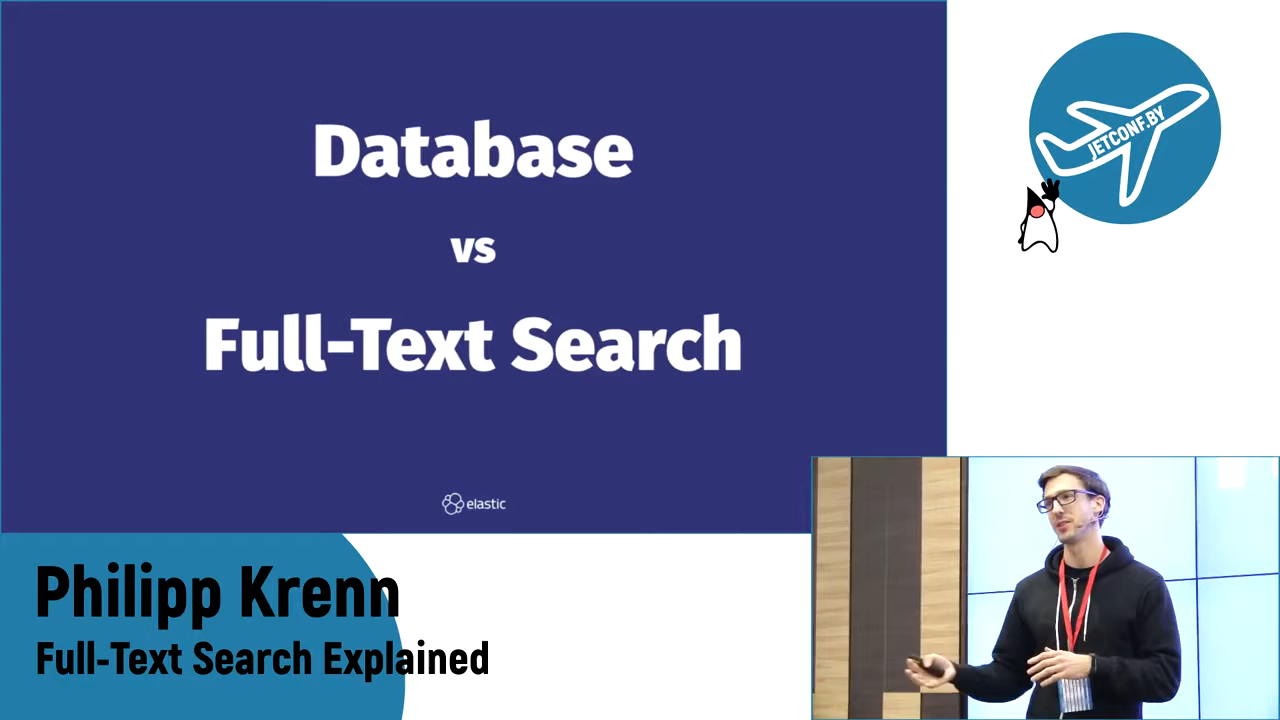 Database
vs
Full-Text Search
elastic
JETCONF.BY
Philipp Krenn
Full-Text Search Explained